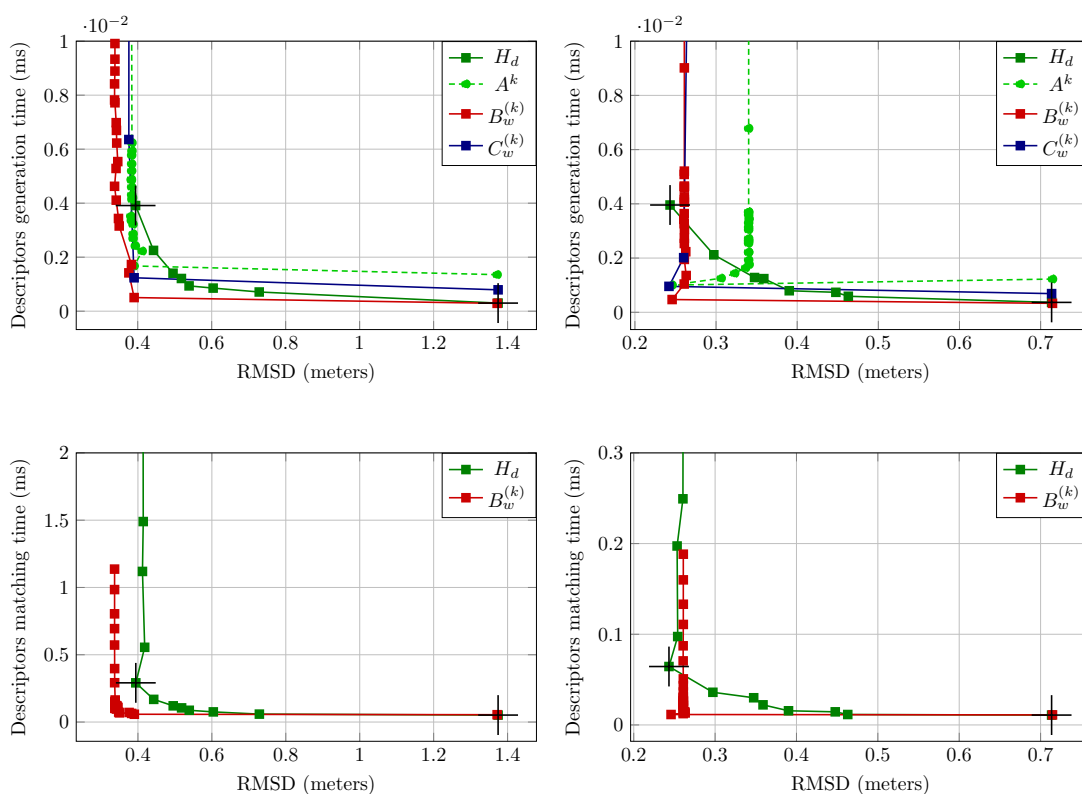 ·10⁻²
1
0.8
0.6
0.4
0.2
0
Descriptors generation time (ms)
H_d
A^k
B_w^{(k)}
C_w^{(k)}
0.4 0.6 0.8 1 1.2 1.4
RMSD (meters)
·10⁻²
1
0.8
0.6
0.4
0.2
0
Descriptors generation time (ms)
H_d
A^k
B_w^{(k)}
C_w^{(k)}
0.2 0.3 0.4 0.5 0.6 0.7
RMSD (meters)
2
1.5
1
0.5
0
Descriptors matching time (ms)
H_d
B_w^{(k)}
0.4 0.6 0.8 1 1.2 1.4
RMSD (meters)
0.3
0.2
0.1
0
Descriptors matching time (ms)
H_d
B_w^{(k)}
0.2 0.3 0.4 0.5 0.6 0.7
RMSD (meters)